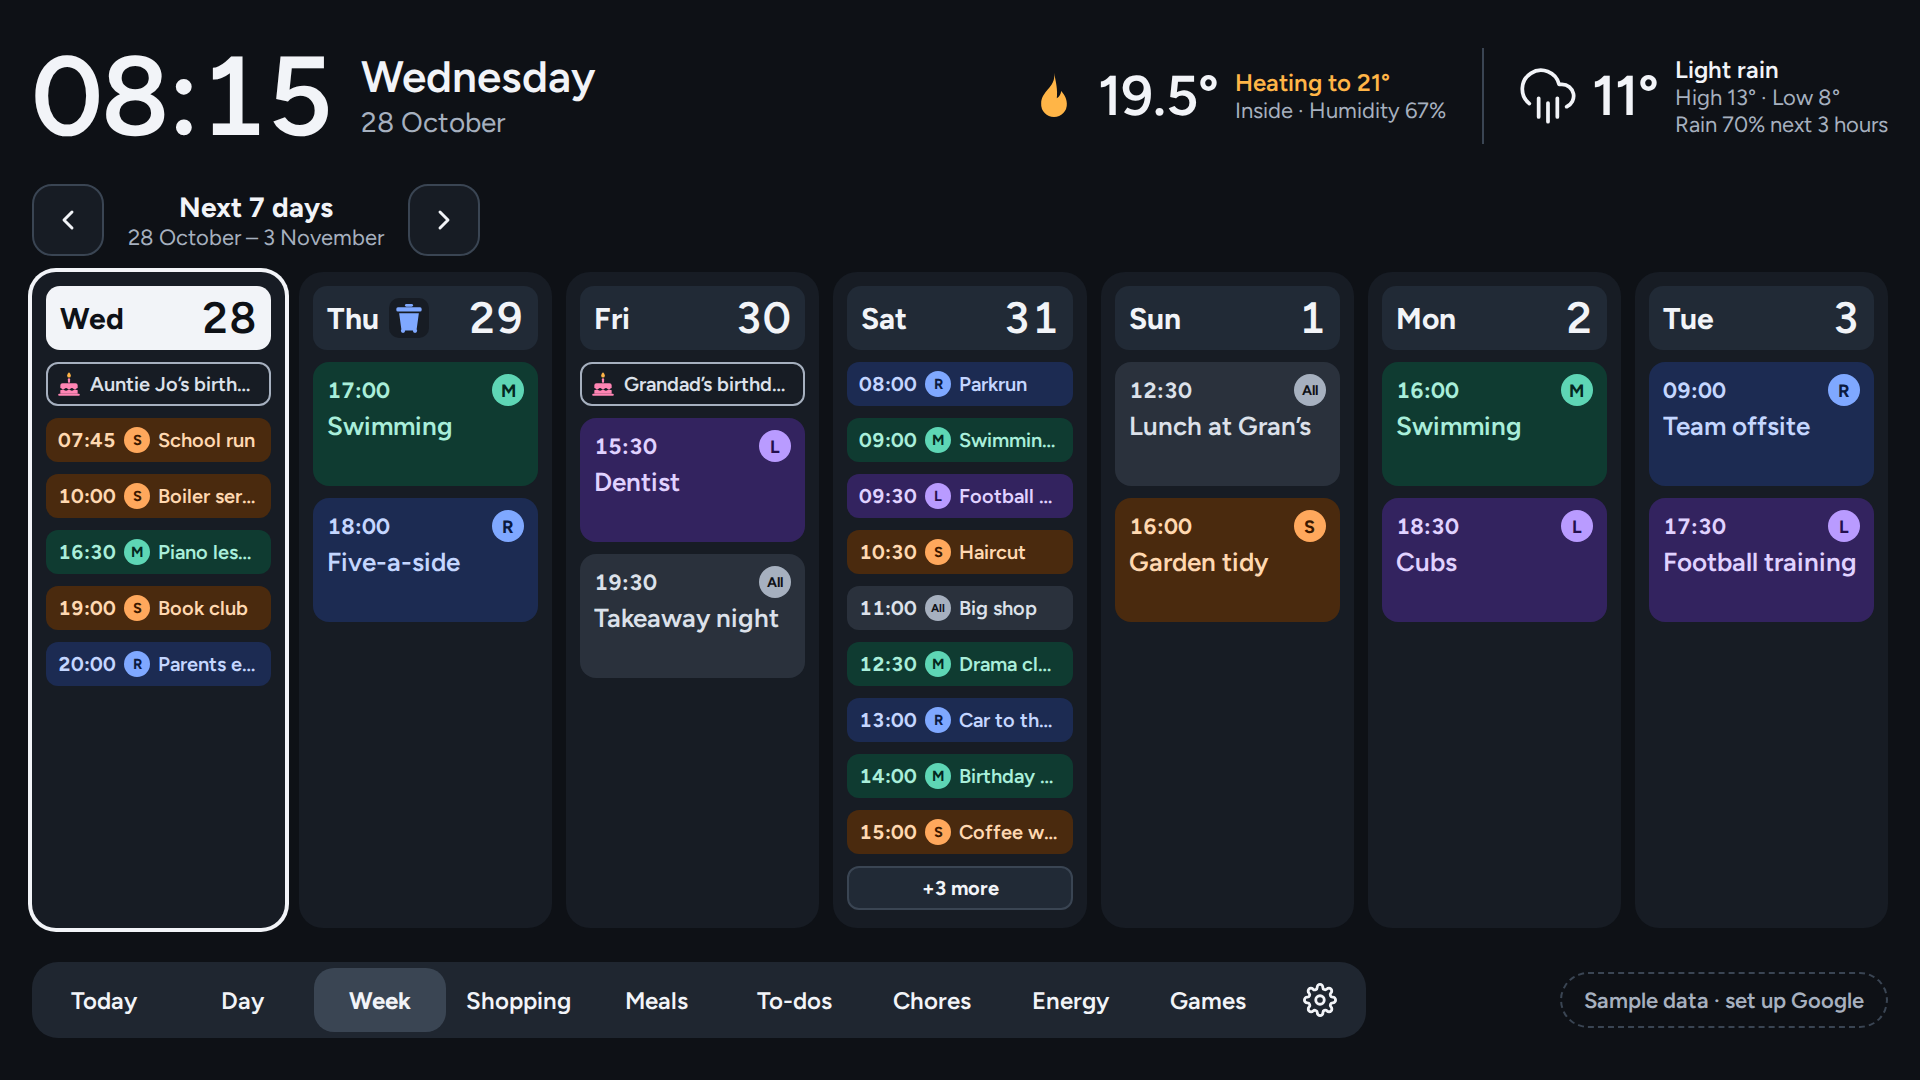 08:15
Wednesday
28 October
19.5°
Heating to 21°
Inside · Humidity 67%
11°
Light rain
High 13° · Low 8°
Rain 70% next 3 hours
Next 7 days
28 October – 3 November
Wed 28
Auntie Jo’s birth...
07:45 S School run
10:00 S Boiler ser...
16:30 M Piano les...
19:00 S Book club
20:00 R Parents e...
Thu 29
17:00 M
Swimming
18:00 R
Five-a-side
Fri 30
Grandad’s birthd...
15:30 L
Dentist
19:30 All
Takeaway night
Sat 31
08:00 R Parkrun
09:00 M Swimmin...
09:30 L Football ...
10:30 S Haircut
11:00 All Big shop
12:30 M Drama cl...
13:00 R Car to th...
14:00 M Birthday ...
15:00 S Coffee w...
+3 more
Sun 1
12:30 All
Lunch at Gran’s
16:00 S
Garden tidy
Mon 2
16:00 M
Swimming
18:30 L
Cubs
Tue 3
09:00 R
Team offsite
17:30 L
Football training
Today Day Week Shopping Meals To-dos Chores Energy Games
Sample data · set up Google